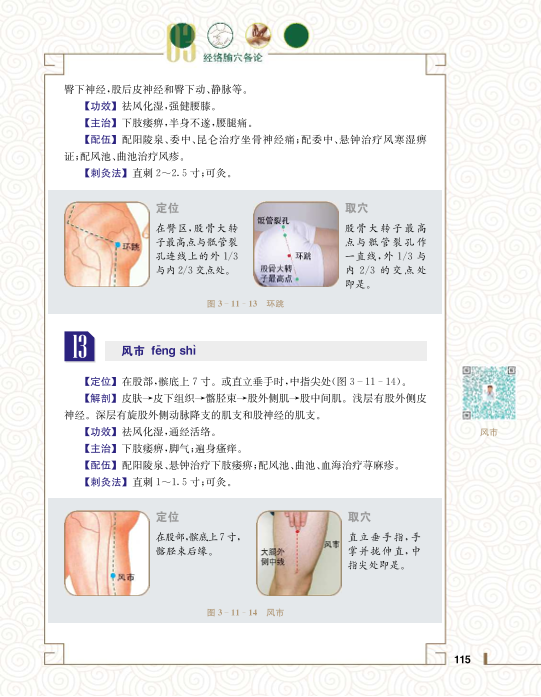 03
经络腧穴各论
臀下神经,股后皮神经和臀下动、静脉等。
【功效】祛风化湿,强健腰膝。
【主治】下肢痿痹,半身不遂,腰腿痛。
【配伍】配阳陵泉、委中、昆仑治疗坐骨神经痛;配委中、悬钟治疗风寒湿痹
证;配风池、曲池治疗风疹。
【刺灸法】直刺2～2.5寸;可灸。
定位
在臀区,股骨大转
子最高点与骶管裂
孔连线上的外1/3
与内2/3交点处。
环跳
骶管裂孔
环跳
股骨大转
子最高点
取穴
股骨大转子最高
点与骶管裂孔作
一直线,外1/3与
内2/3的交点处
即是。
图3-11-13 环跳
13
风市 fēng shì
【定位】在股部,髌底上7寸。或直立垂手时,中指尖处(图3-11-14)。
【解剖】皮肤→皮下组织→髂胫束→股外侧肌→股中间肌。浅层有股外侧皮
神经。深层有旋股外侧动脉降支的肌支和股神经的肌支。
【功效】祛风化湿,通经活络。
【主治】下肢痿痹,脚气;遍身瘙痒。
【配伍】配阳陵泉、悬钟治疗下肢痿痹;配风池、曲池、血海治疗荨麻疹。
【刺灸法】直刺1～1.5寸;可灸。
风市
定位
在股部,髌底上7寸,
髂胫束后缘。
风市
大腿外
侧中线
风市
取穴
直立垂手指,手
掌并拢伸直,中
指尖处即是。
图3-11-14 风市
115